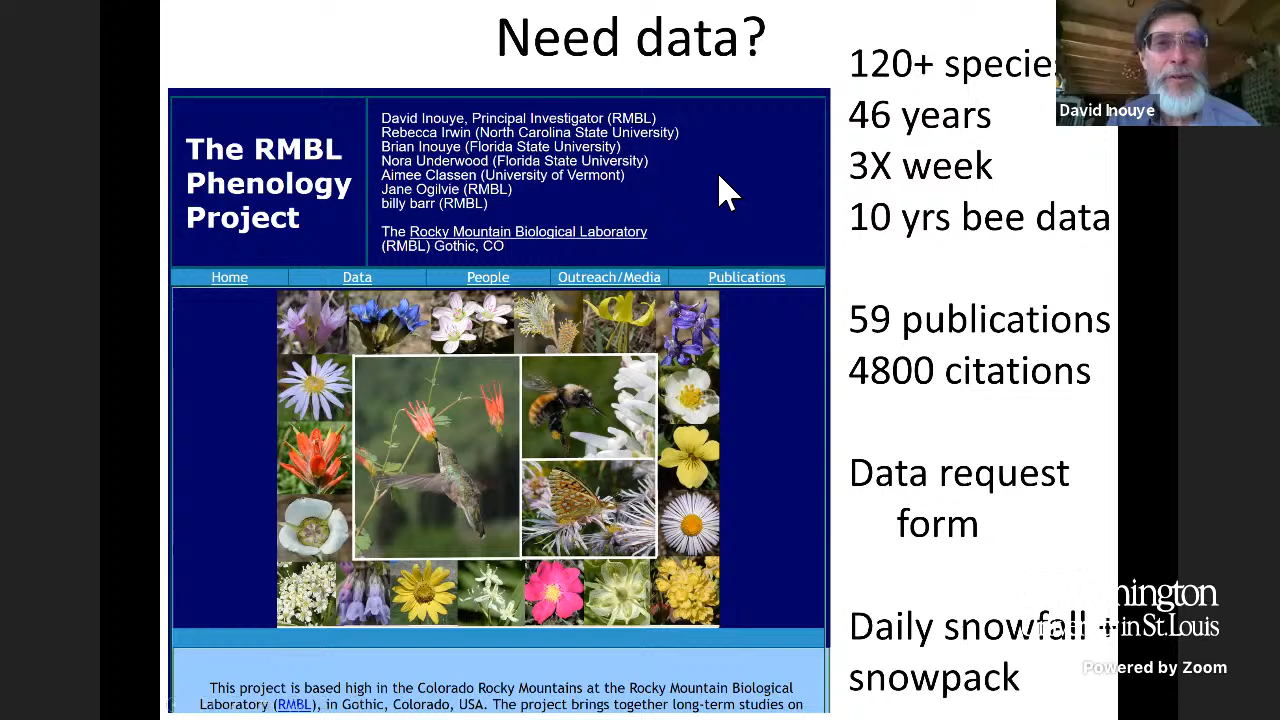 Need data?
The RMBL
Phenology
Project
David Inouye, Principal Investigator (RMBL)
Rebecca Irwin (North Carolina State University)
Brian Inouye (Florida State University)
Nora Underwood (Florida State University)
Aimee Classen (University of Vermont)
Jane Ogilvie (RMBL)
billy barr (RMBL)
The Rocky Mountain Biological Laboratory
(RMBL) Gothic, CO
Home Data People Outreach/Media Publications
This project is based high in the Colorado Rocky Mountains at the Rocky Mountain Biological
Laboratory (RMBL), in Gothic, Colorado, USA. The project brings together long-term studies on
120+ species
46 years
3X week
10 yrs bee data
59 publications
4800 citations
Data request
form
Daily snowfall
snowpack
David Inouye
in St. Louis
Powered by Zoom